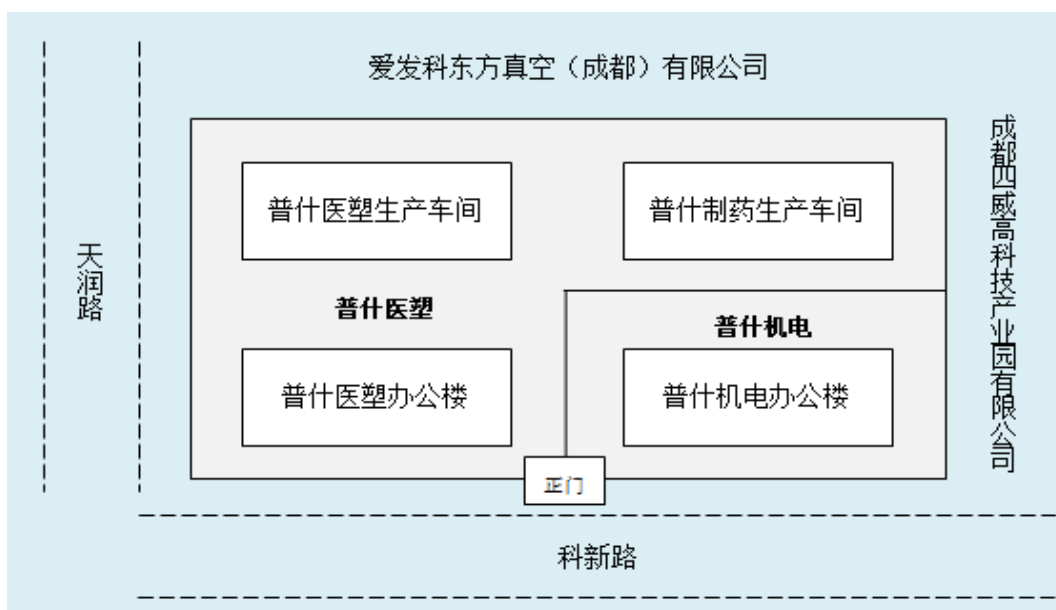 爱发科东方真空（成都）有限公司
普什医塑生产车间
普什制药生产车间
成都四威高科技产业园有限公司
天润路
普什医塑
普什机电
普什医塑办公楼
普什机电办公楼
正门
科新路